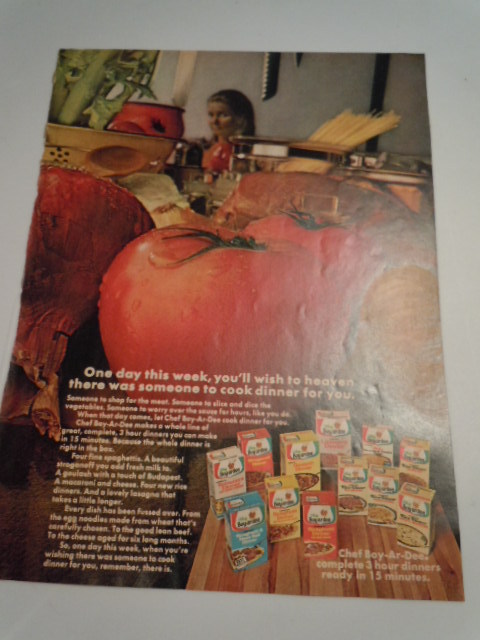 One day this week, you'll wish to heaven
there was someone to cook dinner for you.
Someone to shop for the meat. Someone to slice and dice the
vegetables. Someone to worry over the sauce for hours, like you do.
When that day comes, let Chef Boy-Ar-Dee cook dinner for you.
Chef Boy-Ar-Dee makes a whole line of
great, complete, 3 hour dinners you can make
in 15 minutes. Because the whole dinner is
right in the box.
Four fine spaghettis. A beautiful
stroganoff you add fresh milk to.
A goulash with a touch of Budapest.
A macaroni and cheese. Four new rice
dinners. And a lovely lasagna that
takes a little longer.
Every dish has been fussed over. From
the egg noodles made from wheat that's
carefully chosen. To the good lean beef.
To the cheese aged for six long months.
So, one day this week, when you're
wishing there was someone to cook
dinner for you, remember, there is.
Chef Boy-Ar-Dee.
complete 3 hour dinners
ready in 15 minutes.